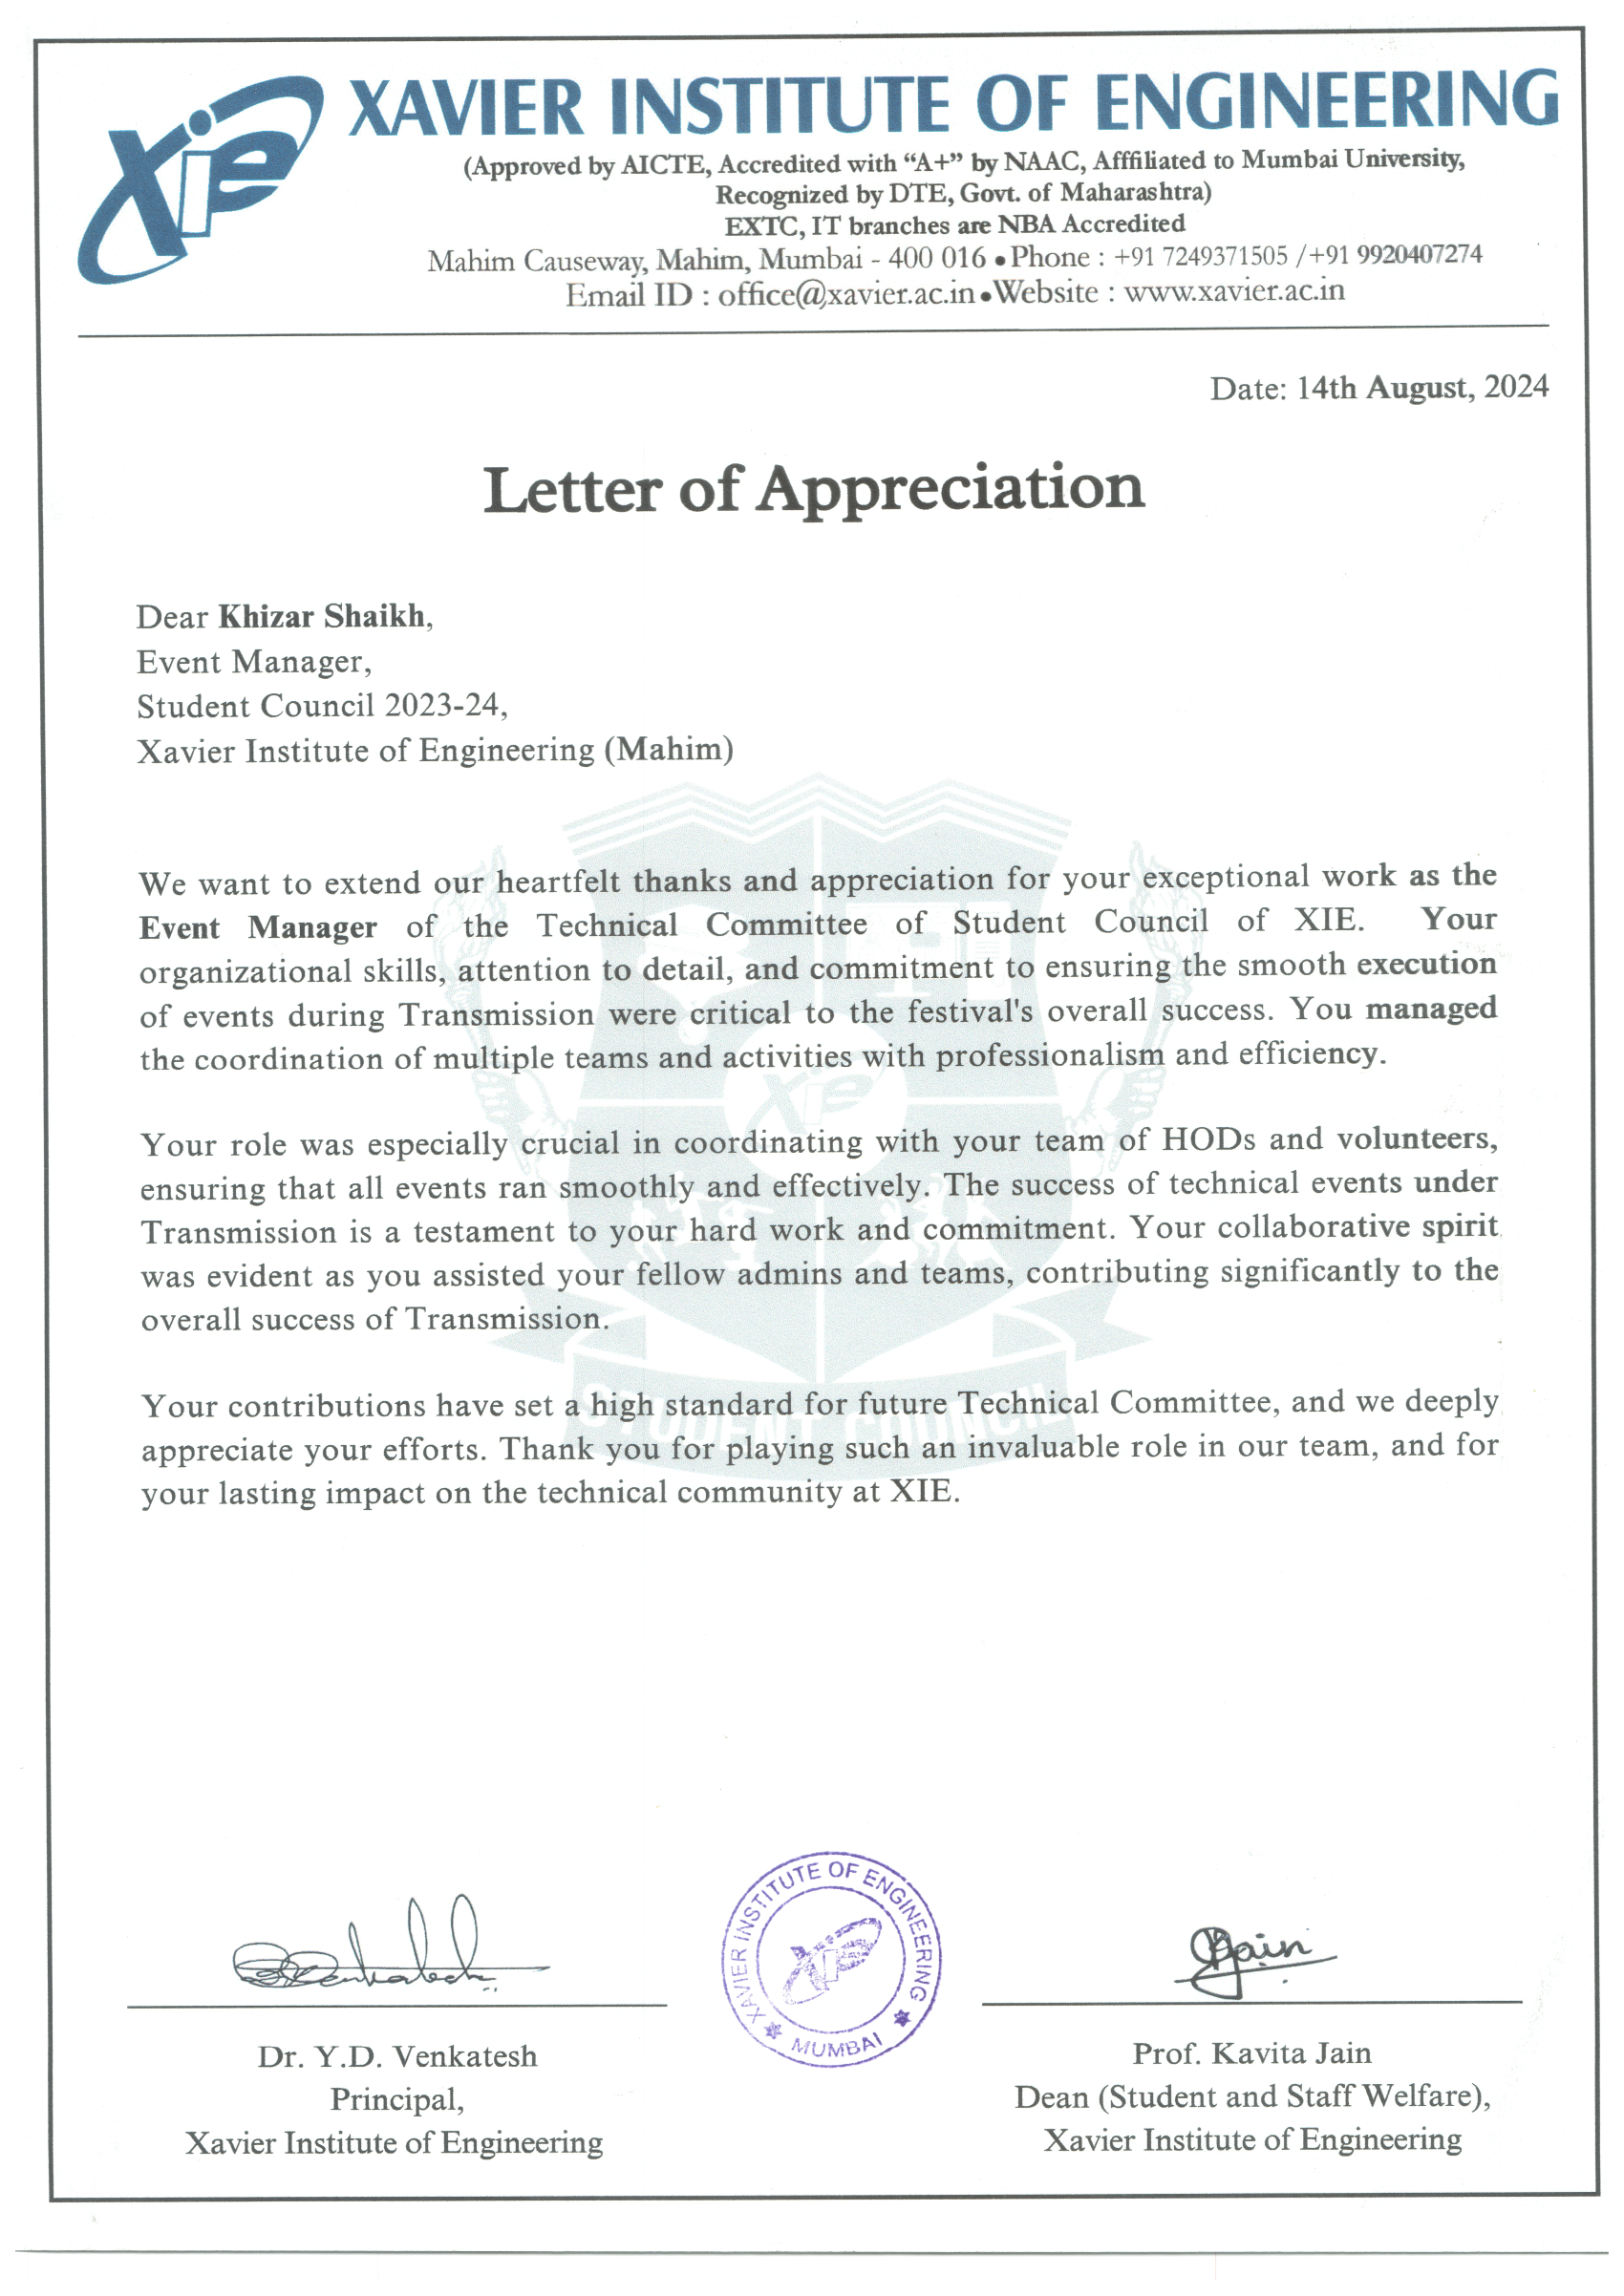 Xie
XAVIER INSTITUTE OF ENGINEERING
(Approved by AICTE, Accredited with “A+” by NAAC, Afffiliated to Mumbai University,
Recognized by DTE, Govt. of Maharashtra)
EXTC, IT branches are NBA Accredited
Mahim Causeway, Mahim, Mumbai - 400 016 • Phone : +91 7249371505 /+91 9920407274
Email ID : office@xavier.ac.in • Website : www.xavier.ac.in
Date: 14th August, 2024
Letter of Appreciation
Dear Khizar Shaikh,
Event Manager,
Student Council 2023-24,
Xavier Institute of Engineering (Mahim)
We want to extend our heartfelt thanks and appreciation for your exceptional work as the
Event Manager of the Technical Committee of Student Council of XIE. Your
organizational skills, attention to detail, and commitment to ensuring the smooth execution
of events during Transmission were critical to the festival's overall success. You managed
the coordination of multiple teams and activities with professionalism and efficiency.
Your role was especially crucial in coordinating with your team of HODs and volunteers,
ensuring that all events ran smoothly and effectively. The success of technical events under
Transmission is a testament to your hard work and commitment. Your collaborative spirit
was evident as you assisted your fellow admins and teams, contributing significantly to the
overall success of Transmission.
Your contributions have set a high standard for future Technical Committee, and we deeply
appreciate your efforts. Thank you for playing such an invaluable role in our team, and for
your lasting impact on the technical community at XIE.
Xie
STUDENT COUNCIL
XAVIER INSTITUTE OF ENGINEERING
Xie
MUMBAI
Dr. Y.D. Venkatesh
Principal,
Xavier Institute of Engineering
Jain
Prof. Kavita Jain
Dean (Student and Staff Welfare),
Xavier Institute of Engineering